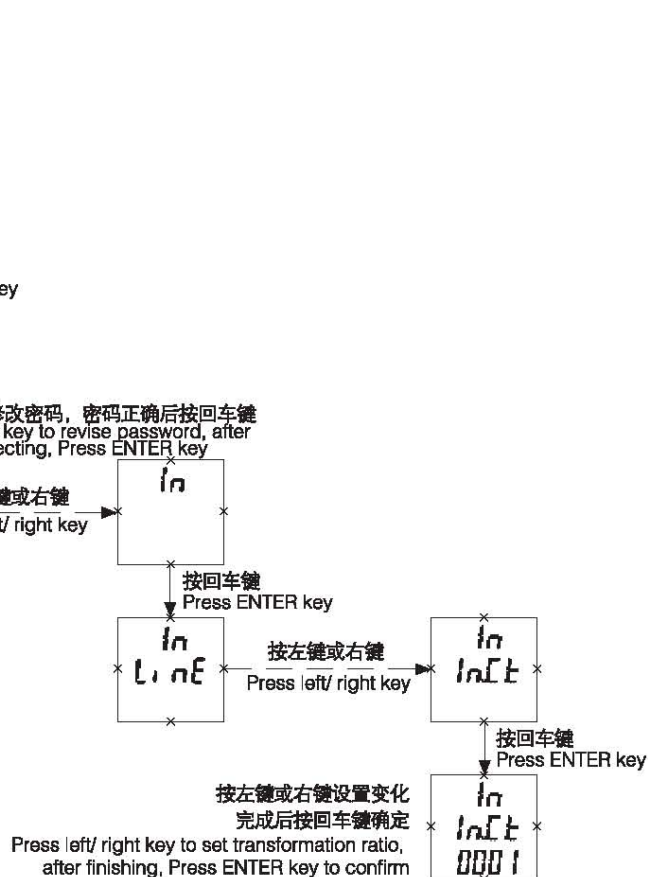 ey
修改密码，密码正确后按回车键
key to revise password, after
ecting, Press ENTER key
In
键或右键
t/ right key
按回车键
Press ENTER key
In
LinE
按左键或右键
Press left/ right key
In
InCt
按回车键
Press ENTER key
按左键或右键设置变化
完成后按回车键确定
Press left/ right key to set transformation ratio,
after finishing, Press ENTER key to confirm
In
InCt
0001